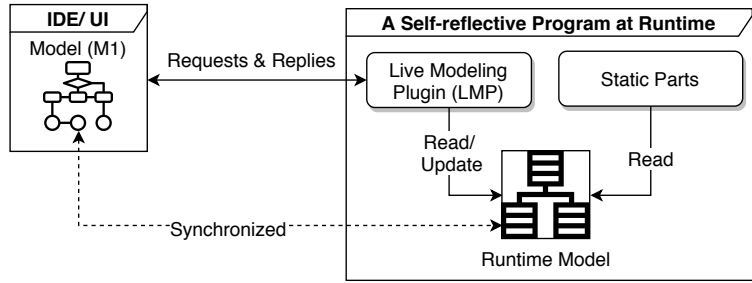 IDE/ UI
Model (M1)
Requests & Replies
A Self-reflective Program at Runtime
Live Modeling
Plugin (LMP)
Static Parts
Read/
Update
Read
Synchronized
Runtime Model